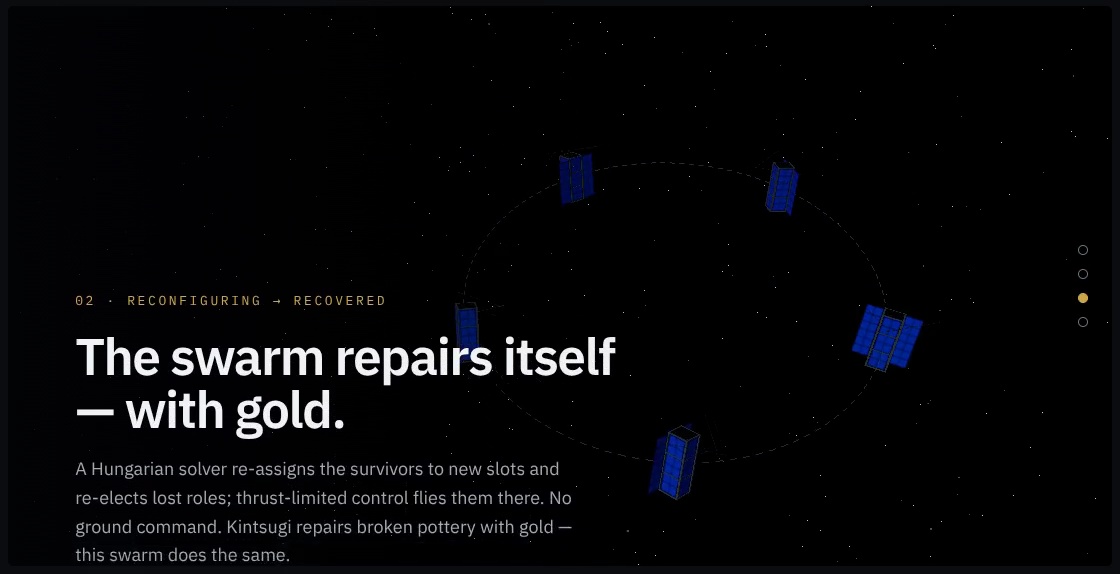 02 · RECONFIGURING → RECOVERED
The swarm repairs itself
— with gold.
A Hungarian solver re-assigns the survivors to new slots and
re-elects lost roles; thrust-limited control flies them there. No
ground command. Kintsugi repairs broken pottery with gold —
this swarm does the same.